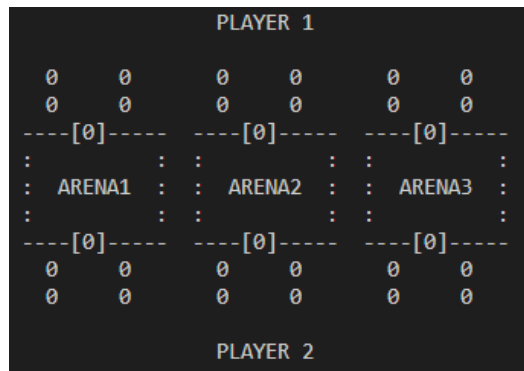 PLAYER 1
0 0 0 0 0 0
0 0 0 0 0 0
----[0]----- ----[0]----- ----[0]-----
: : : : : :
: ARENA1 : : ARENA2 : : ARENA3 :
: : : : : :
----[0]----- ----[0]----- ----[0]-----
0 0 0 0 0 0
0 0 0 0 0 0
PLAYER 2